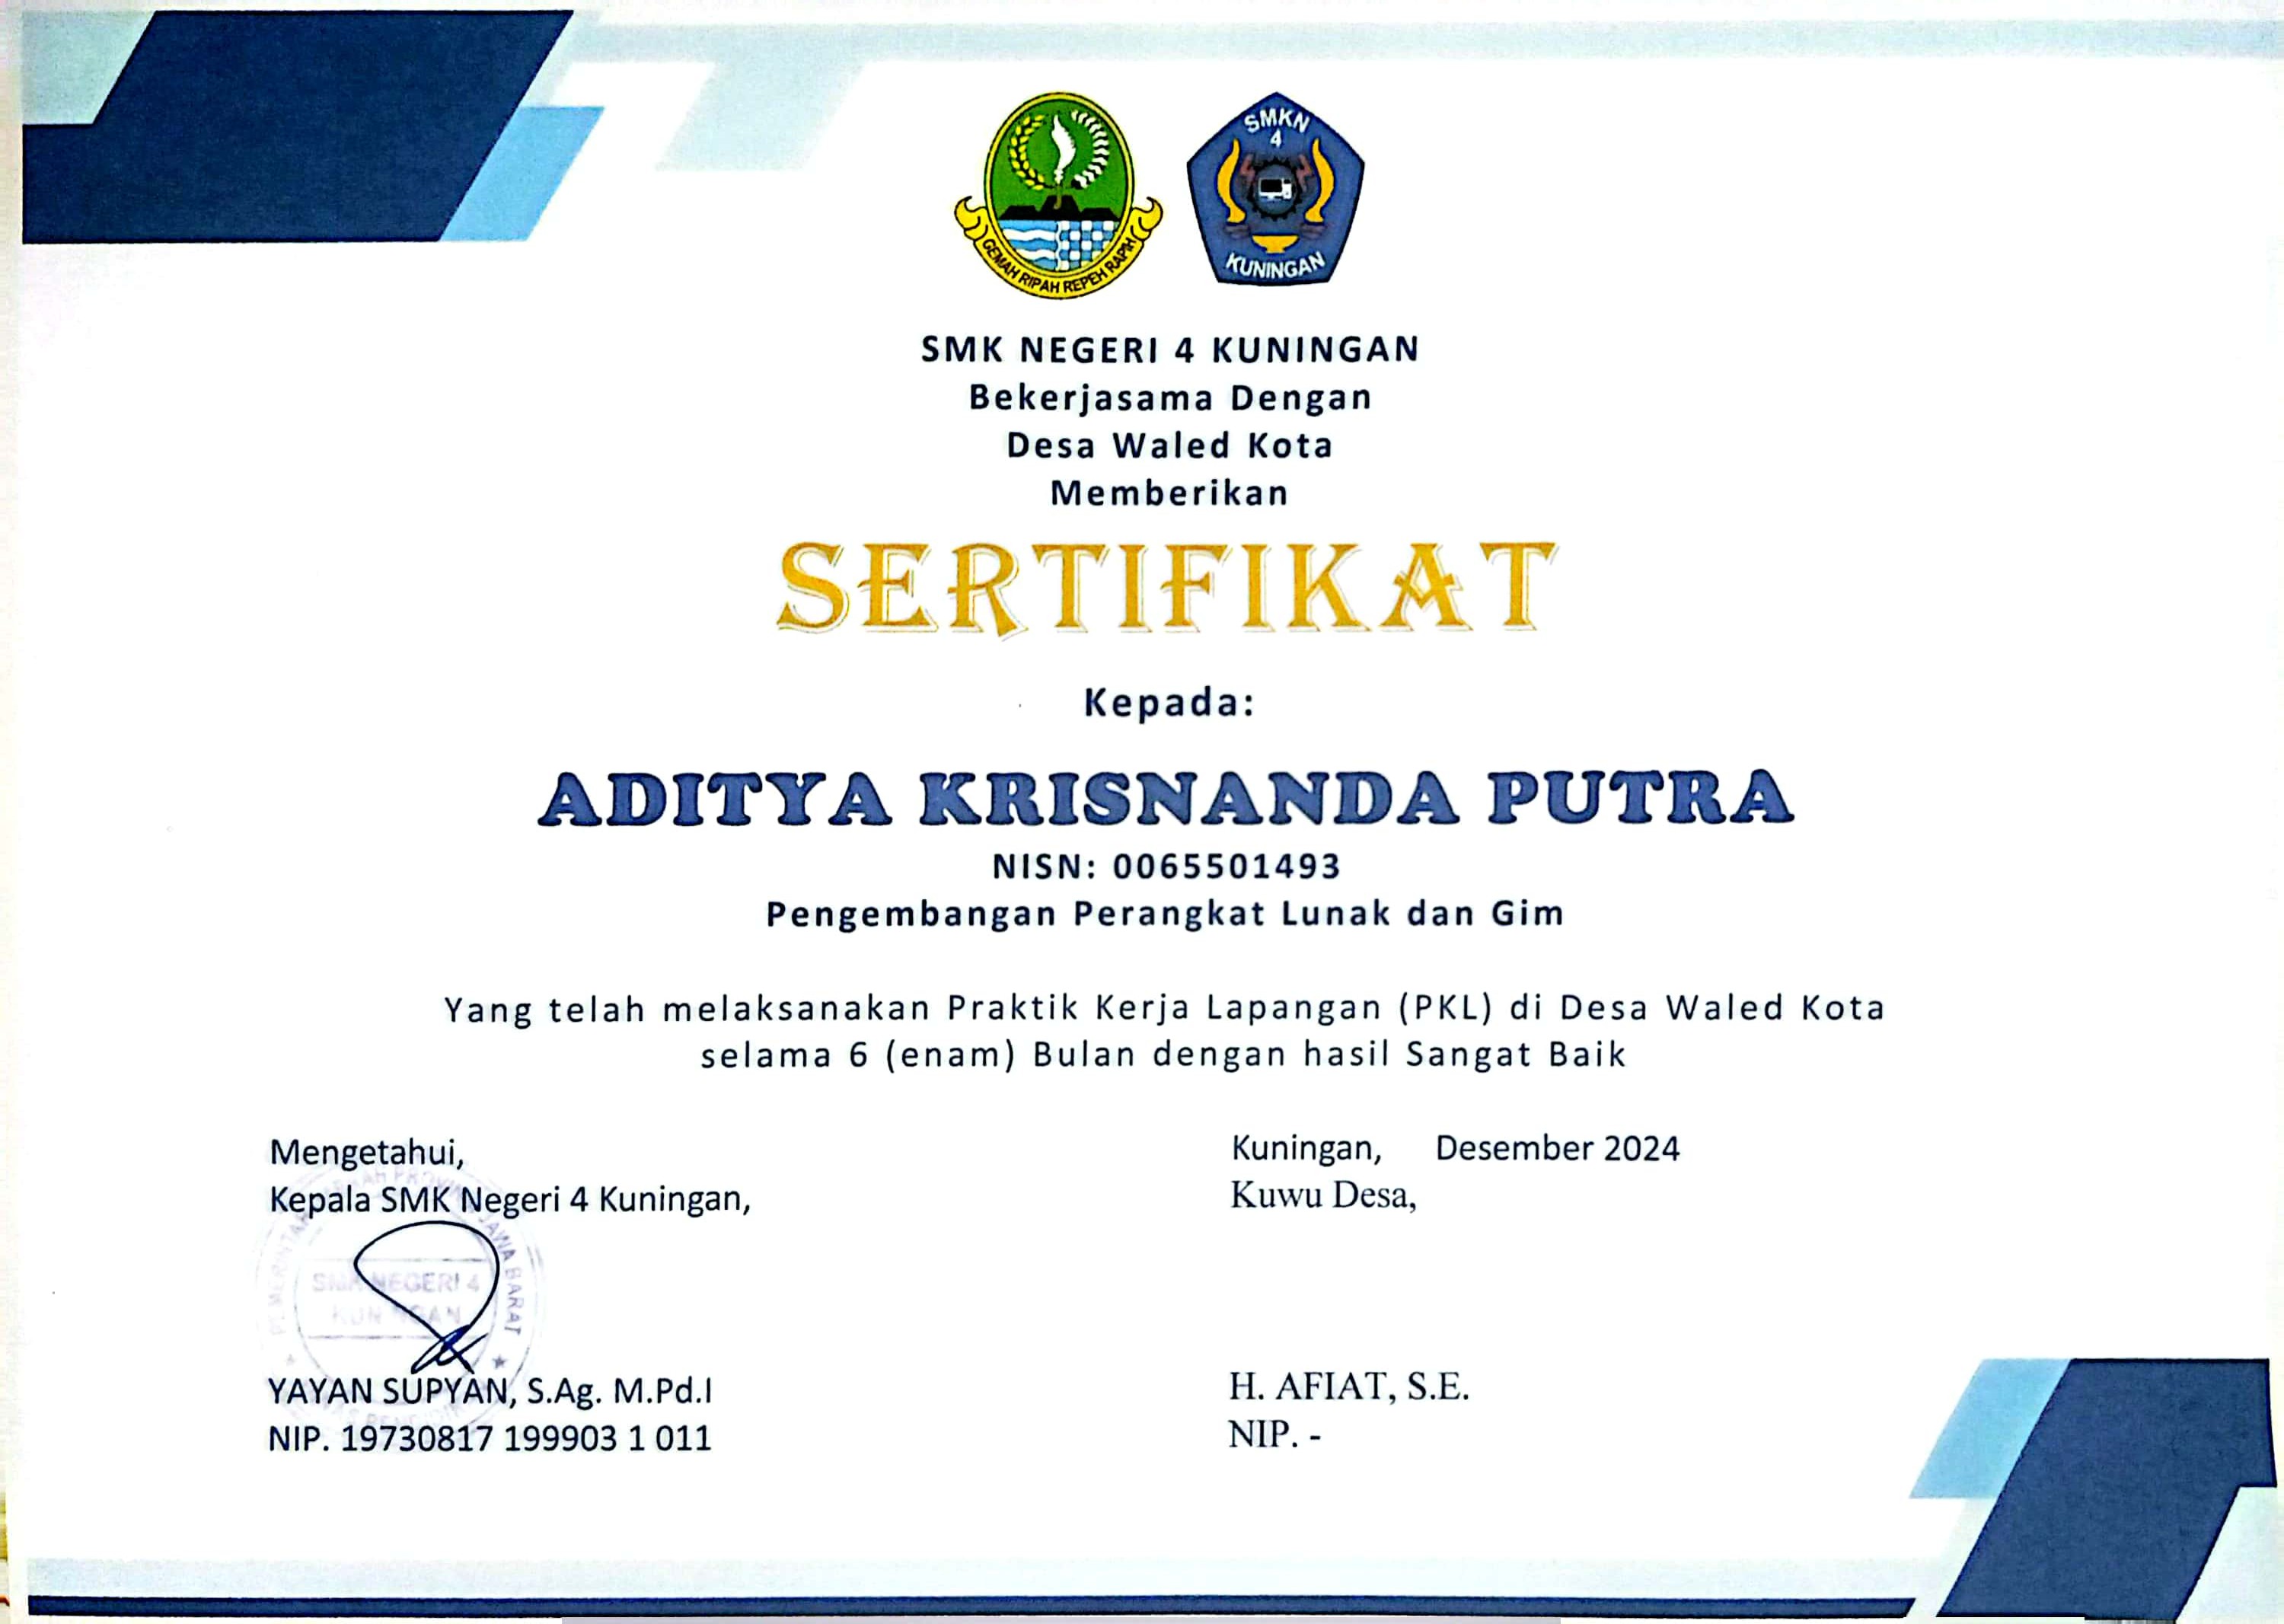 SMKN
4
GEMAH RIPAH REPEH RAPIH
KUNINGAN
SMK NEGERI 4 KUNINGAN
Bekerjasama Dengan
Desa Waled Kota
Memberikan
SERTIFIKAT
Kepada:
ADITYA KRISNANDA PUTRA
NISN: 0065501493
Pengembangan Perangkat Lunak dan Gim
Yang telah melaksanakan Praktik Kerja Lapangan (PKL) di Desa Waled Kota
selama 6 (enam) Bulan dengan hasil Sangat Baik
Mengetahui,
Kepala SMK Negeri 4 Kuningan,
JAWA BARAT
SMK NEGERI 4
YAYAN SUPYAN, S.Ag. M.Pd.I
NIP. 19730817 199903 1 011
Kuningan, Desember 2024
Kuwu Desa,
H. AFIAT, S.E.
NIP. -